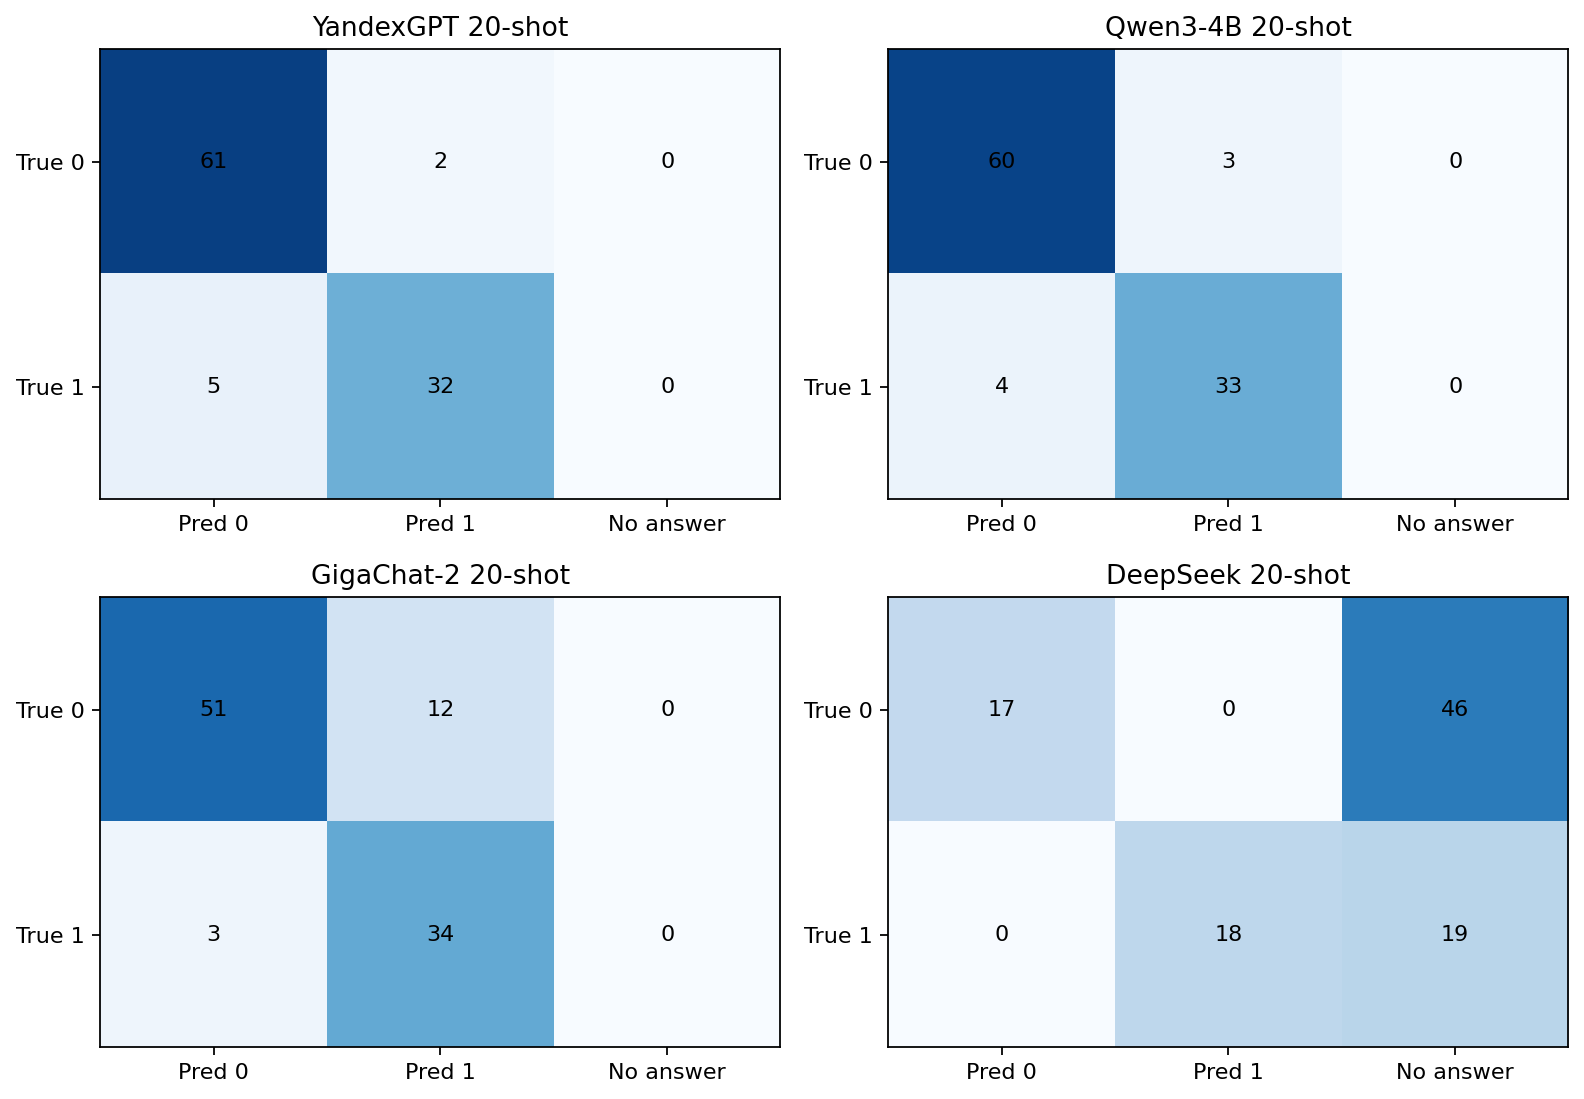 YandexGPT 20-shot
True 0 61 2 0
True 1 5 32 0
Pred 0 Pred 1 No answer
Qwen3-4B 20-shot
True 0 60 3 0
True 1 4 33 0
Pred 0 Pred 1 No answer
GigaChat-2 20-shot
True 0 51 12 0
True 1 3 34 0
Pred 0 Pred 1 No answer
DeepSeek 20-shot
True 0 17 0 46
True 1 0 18 19
Pred 0 Pred 1 No answer